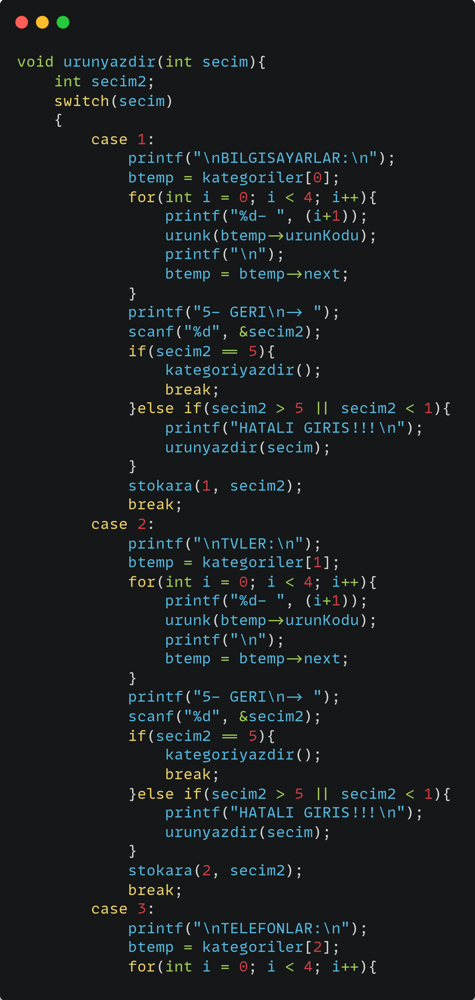 void urunyazdir(int secim){
    int secim2;
    switch(secim)
    {
        case 1:
            printf("\nBILGISAYARLAR:\n");
            btemp = kategoriler[0];
            for(int i = 0; i < 4; i++){
                printf("%d- ", (i+1));
                urunk(btemp->urunKodu);
                printf("\n");
                btemp = btemp->next;
            }
            printf("5- GERI\n-> ");
            scanf("%d", &secim2);
            if(secim2 == 5){
                kategoriyazdir();
                break;
            }else if(secim2 > 5 || secim2 < 1){
                printf("HATALI GIRIS!!!\n");
                urunyazdir(secim);
            }
            stokara(1, secim2);
            break;
        case 2:
            printf("\nTVLER:\n");
            btemp = kategoriler[1];
            for(int i = 0; i < 4; i++){
                printf("%d- ", (i+1));
                urunk(btemp->urunKodu);
                printf("\n");
                btemp = btemp->next;
            }
            printf("5- GERI\n-> ");
            scanf("%d", &secim2);
            if(secim2 == 5){
                kategoriyazdir();
                break;
            }else if(secim2 > 5 || secim2 < 1){
                printf("HATALI GIRIS!!!\n");
                urunyazdir(secim);
            }
            stokara(2, secim2);
            break;
        case 3:
            printf("\nTELEFONLAR:\n");
            btemp = kategoriler[2];
            for(int i = 0; i < 4; i++){